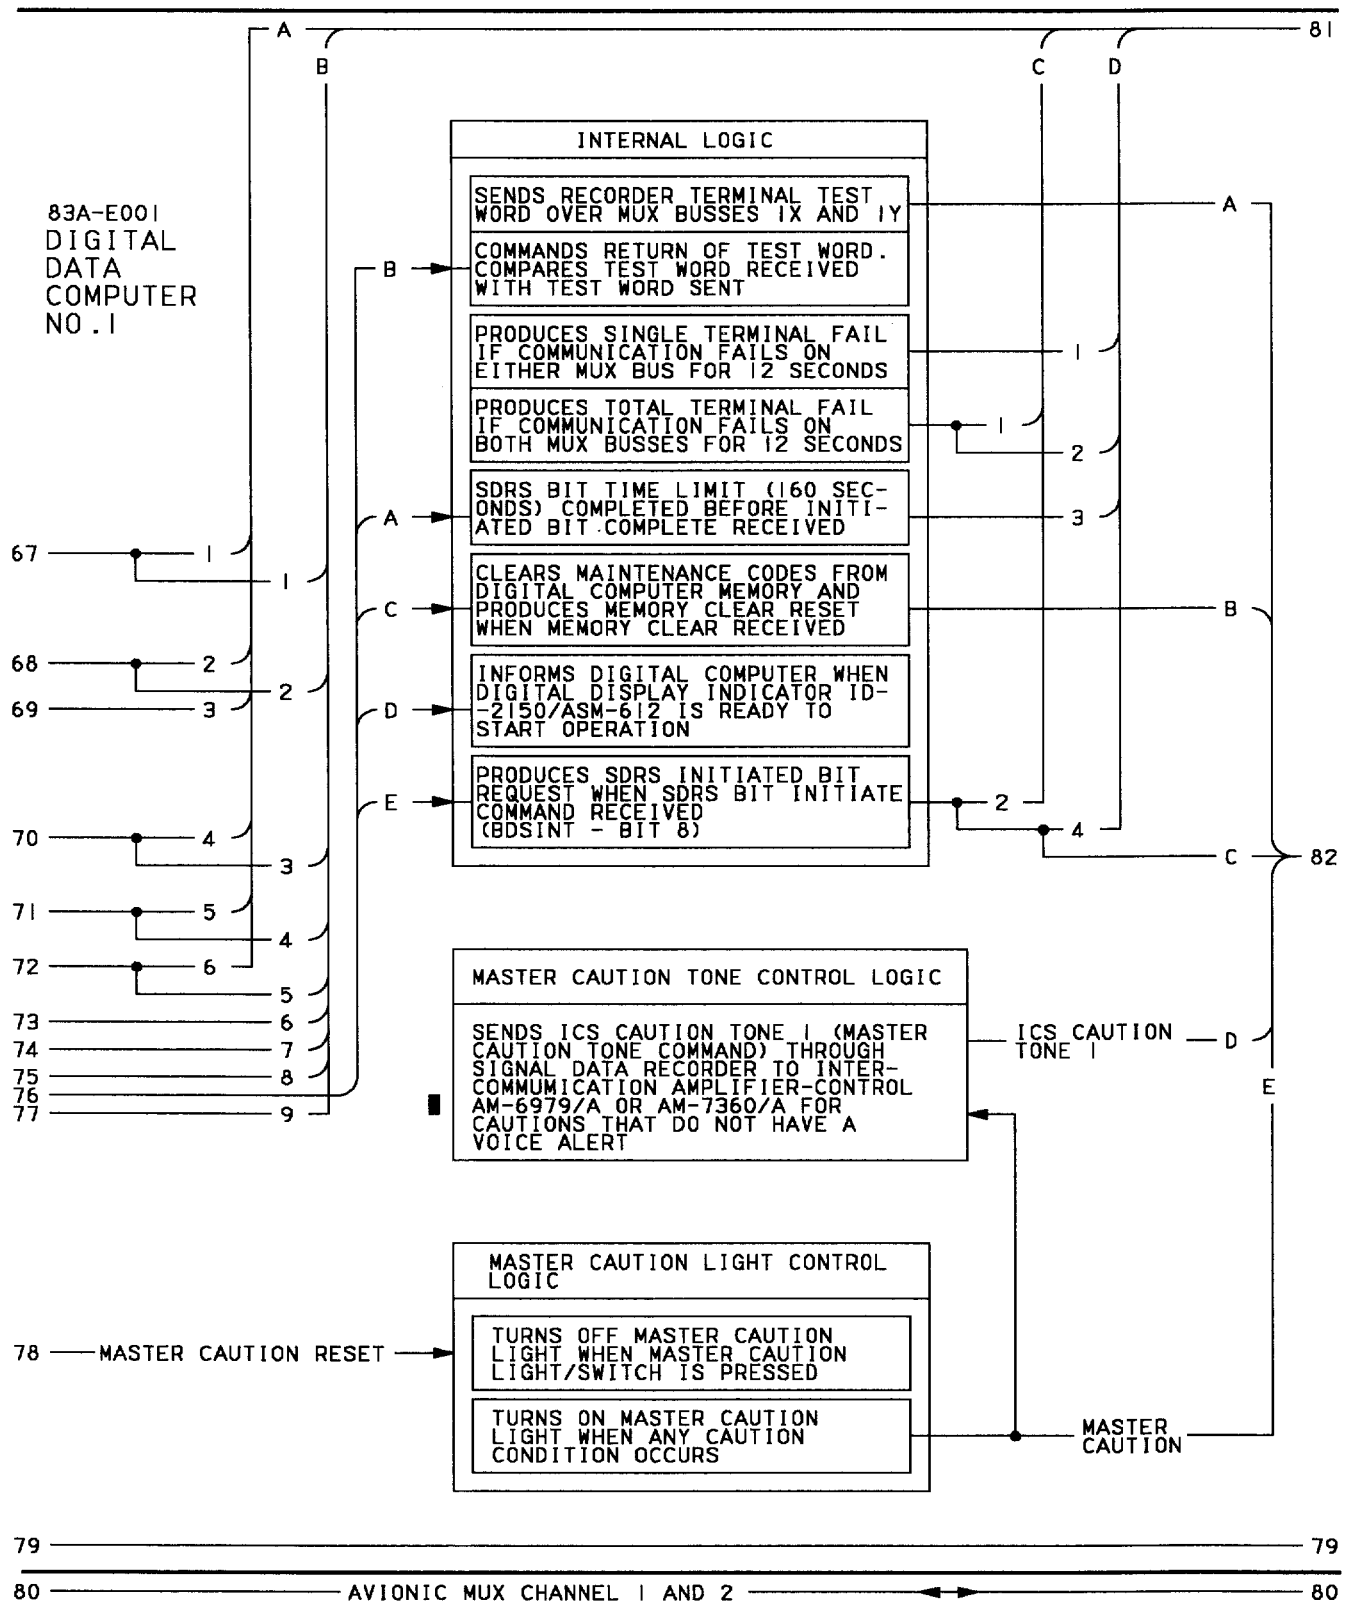 A
81
B
C
D
INTERNAL LOGIC
83A-E001
DIGITAL
DATA
COMPUTER
NO.1
SENDS RECORDER TERMINAL TEST
WORD OVER MUX BUSSES 1X AND 1Y
A
COMMANDS RETURN OF TEST WORD.
COMPARES TEST WORD RECEIVED
WITH TEST WORD SENT
B
PRODUCES SINGLE TERMINAL FAIL
IF COMMUNICATION FAILS ON
EITHER MUX BUS FOR 12 SECONDS
1
PRODUCES TOTAL TERMINAL FAIL
IF COMMUNICATION FAILS ON
BOTH MUX BUSSES FOR 12 SECONDS
1
2
A
SDRS BIT TIME LIMIT (160 SEC-
ONDS) COMPLETED BEFORE INITI-
ATED BIT COMPLETE RECEIVED
3
67
1
1
C
CLEARS MAINTENANCE CODES FROM
DIGITAL COMPUTER MEMORY AND
PRODUCES MEMORY CLEAR RESET
WHEN MEMORY CLEAR RECEIVED
B
68
2
2
69
3
D
INFORMS DIGITAL COMPUTER WHEN
DIGITAL DISPLAY INDICATOR ID-
-2150/ASM-612 IS READY TO
START OPERATION
E
PRODUCES SDRS INITIATED BIT
REQUEST WHEN SDRS BIT INITIATE
COMMAND RECEIVED
(BDSINT - BIT 8)
2
4
C
82
70
4
3
71
5
4
72
6
5
73
6
74
7
75
8
76
77
9
MASTER CAUTION TONE CONTROL LOGIC
SENDS ICS CAUTION TONE 1 (MASTER
CAUTION TONE COMMAND) THROUGH
SIGNAL DATA RECORDER TO INTER-
COMMUMICATION AMPLIFIER-CONTROL
AM-6979/A OR AM-7360/A FOR
CAUTIONS THAT DO NOT HAVE A
VOICE ALERT
ICS CAUTION
TONE 1
D
E
MASTER CAUTION LIGHT CONTROL
LOGIC
78
MASTER CAUTION RESET
TURNS OFF MASTER CAUTION
LIGHT WHEN MASTER CAUTION
LIGHT/SWITCH IS PRESSED
TURNS ON MASTER CAUTION
LIGHT WHEN ANY CAUTION
CONDITION OCCURS
MASTER
CAUTION
79
79
80
AVIONIC MUX CHANNEL 1 AND 2
80